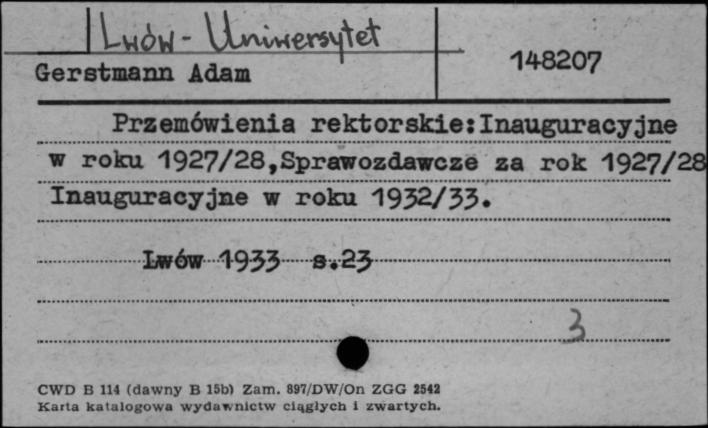 Lwów - Uniwersytet
Gerstmann Adam
148207
Przemówienia rektorskie:Inauguracyjne
w roku 1927/28,Sprawozdawcze za rok 1927/28
Inauguracyjne w roku 1932/33.
Lwów 1933 s.23
3
CWD B 114 (dawny B 15b) Zam. 897/DW/On ZGG 2542
Karta katalogowa wydawnictw ciągłych i zwartych.